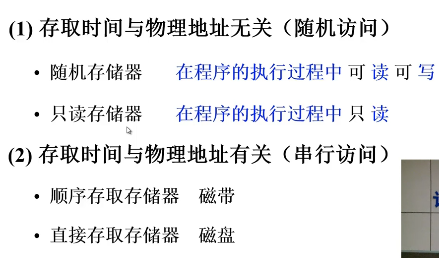 (1) 存取时间与物理地址无关（随机访问）
• 随机存储器 在程序的执行过程中 可 读 可 写
• 只读存储器 在程序的执行过程中 只 读
(2) 存取时间与物理地址有关（串行访问）
• 顺序存取存储器 磁带
• 直接存取存储器 磁盘